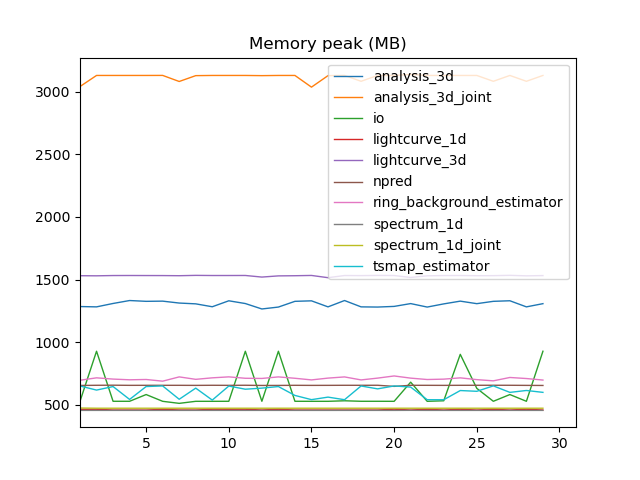 Memory peak (MB)
3000
2500
2000
1500
1000
500
analysis_3d
analysis_3d_joint
io
lightcurve_1d
lightcurve_3d
npred
ring_background_estimator
spectrum_1d
spectrum_1d_joint
tsmap_estimator
5 10 15 20 25 30